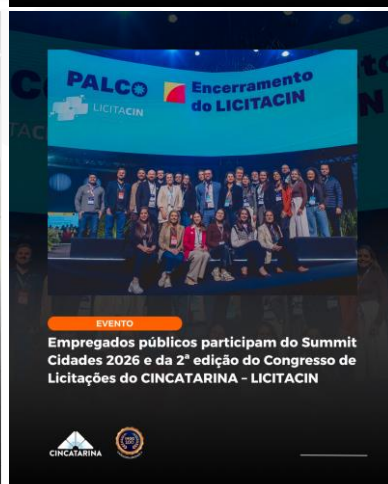 PALCO
LICITACIN
Encerramento
do LICITACIN
EVENTO
Empregados públicos participam do Summit
Cidades 2026 e da 2ª edição do Congresso de
Licitações do CINCATARINA – LICITACIN
CINCATARINA